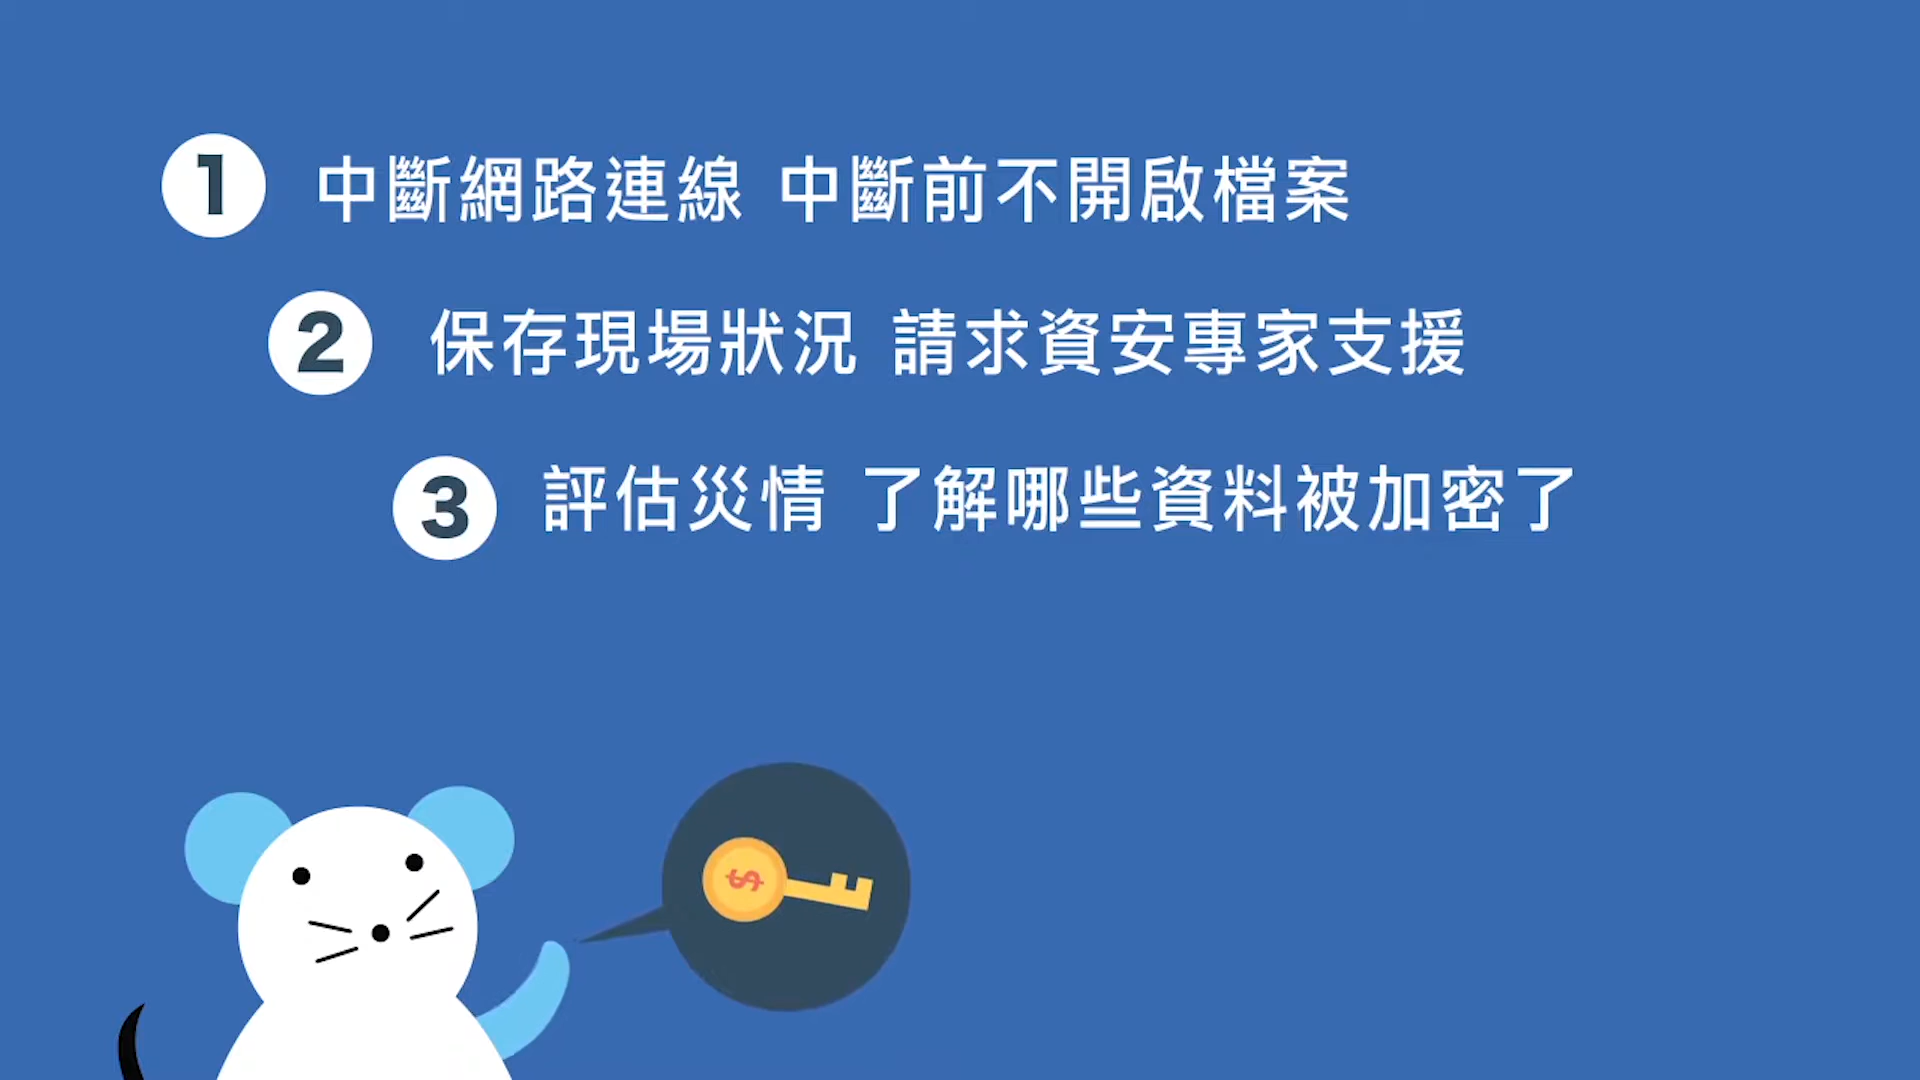 1 中斷網路連線 中斷前不開啟檔案
2 保存現場狀況 請求資安專家支援
3 評估災情 了解哪些資料被加密了
$